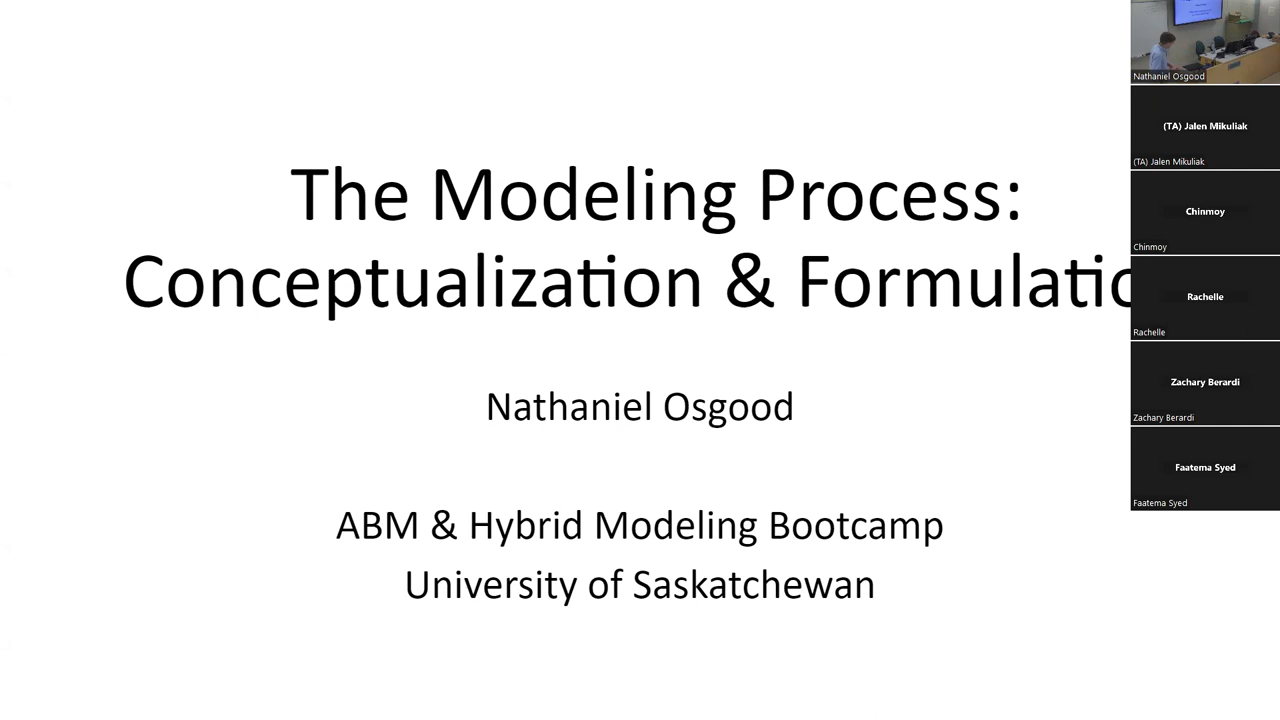 The Modeling Process:
Conceptualization & Formulatio
Nathaniel Osgood
ABM & Hybrid Modeling Bootcamp
University of Saskatchewan
Nathaniel Osgood
(TA) Jalen Mikuliak
(TA) Jalen Mikuliak
Chinmoy
Chinmoy
Rachelle
Rachelle
Zachary Berardi
Zachary Berardi
Faatema Syed
Faatema Syed